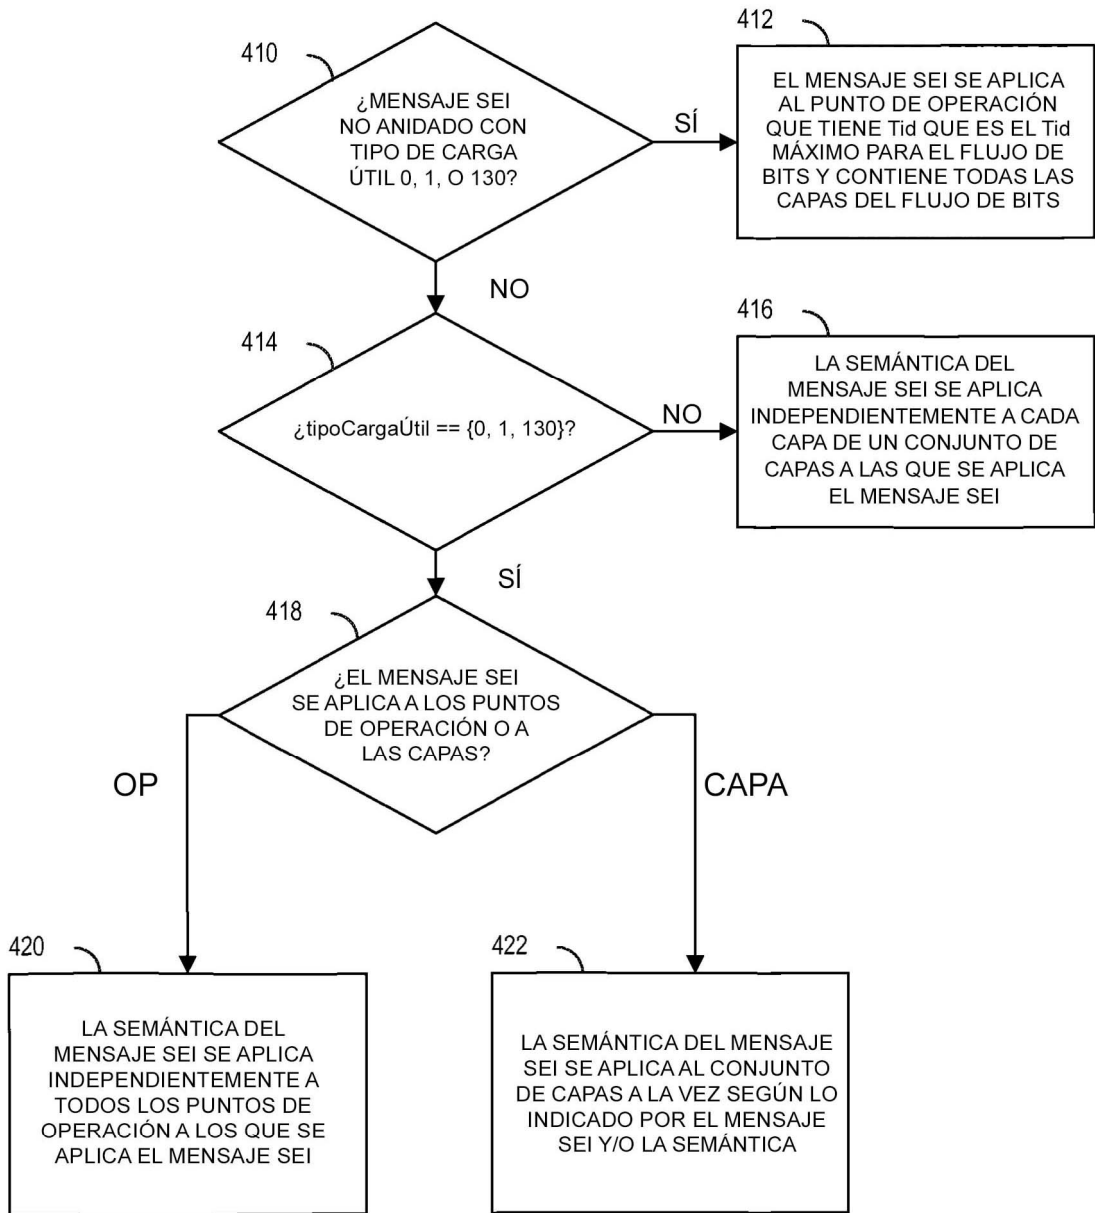 410
¿MENSAJE SEI
NO ANIDADO CON
TIPO DE CARGA
ÚTIL 0, 1, O 130?
SÍ
412
EL MENSAJE SEI SE APLICA
AL PUNTO DE OPERACIÓN
QUE TIENE Tid QUE ES EL Tid
MÁXIMO PARA EL FLUJO DE
BITS Y CONTIENE TODAS LAS
CAPAS DEL FLUJO DE BITS
NO
414
¿tipoCargaÚtil == {0, 1, 130}?
NO
416
LA SEMÁNTICA DEL
MENSAJE SEI SE APLICA
INDEPENDIENTEMENTE A CADA
CAPA DE UN CONJUNTO DE
CAPAS A LAS QUE SE APLICA
EL MENSAJE SEI
SÍ
418
¿EL MENSAJE SEI
SE APLICA A LOS PUNTOS
DE OPERACIÓN O A
LAS CAPAS?
OP
CAPA
420
LA SEMÁNTICA DEL
MENSAJE SEI SE APLICA
INDEPENDIENTEMENTE A
TODOS LOS PUNTOS DE
OPERACIÓN A LOS QUE SE
APLICA EL MENSAJE SEI
422
LA SEMÁNTICA DEL MENSAJE
SEI SE APLICA AL CONJUNTO
DE CAPAS A LA VEZ SEGÚN LO
INDICADO POR EL MENSAJE
SEI Y/O LA SEMÁNTICA